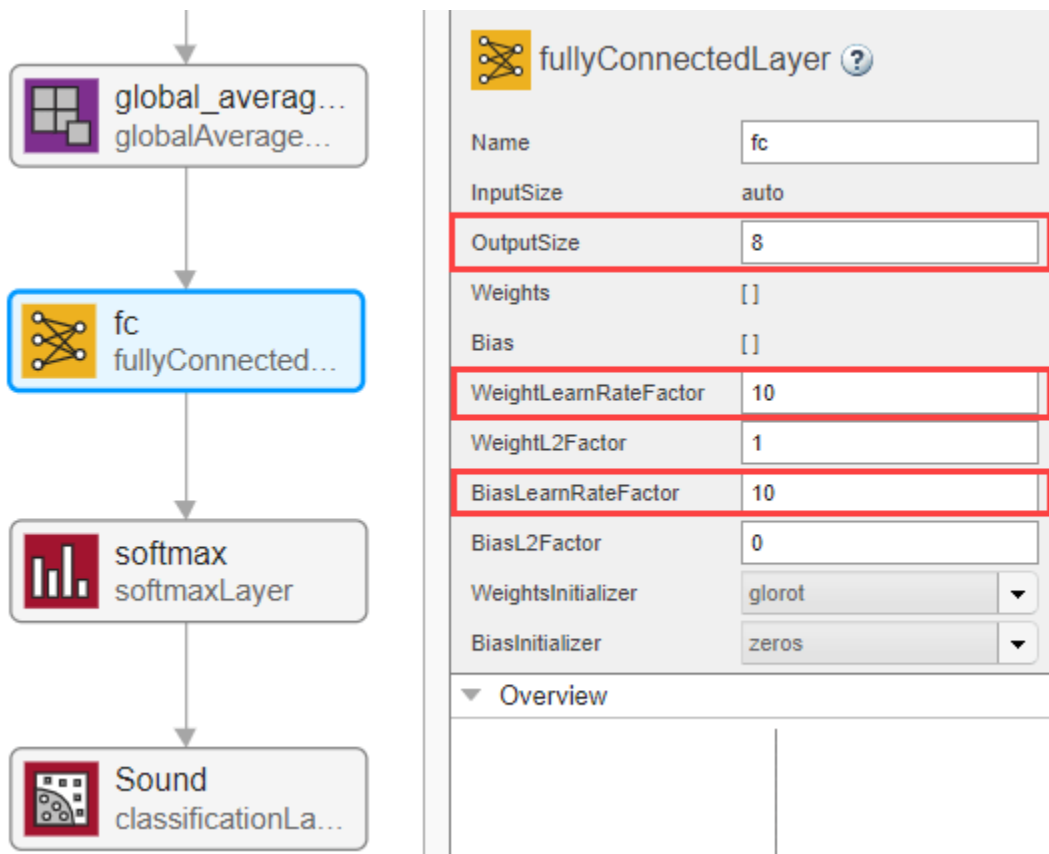 global_averag...
globalAverage...
fc
fullyConnected...
softmax
softmaxLayer
Sound
classificationLa...
fullyConnectedLayer ?
Name fc
InputSize auto
OutputSize 8
Weights [ ]
Bias [ ]
WeightLearnRateFactor 10
WeightL2Factor 1
BiasLearnRateFactor 10
BiasL2Factor 0
WeightsInitializer glorot
BiasInitializer zeros
Overview